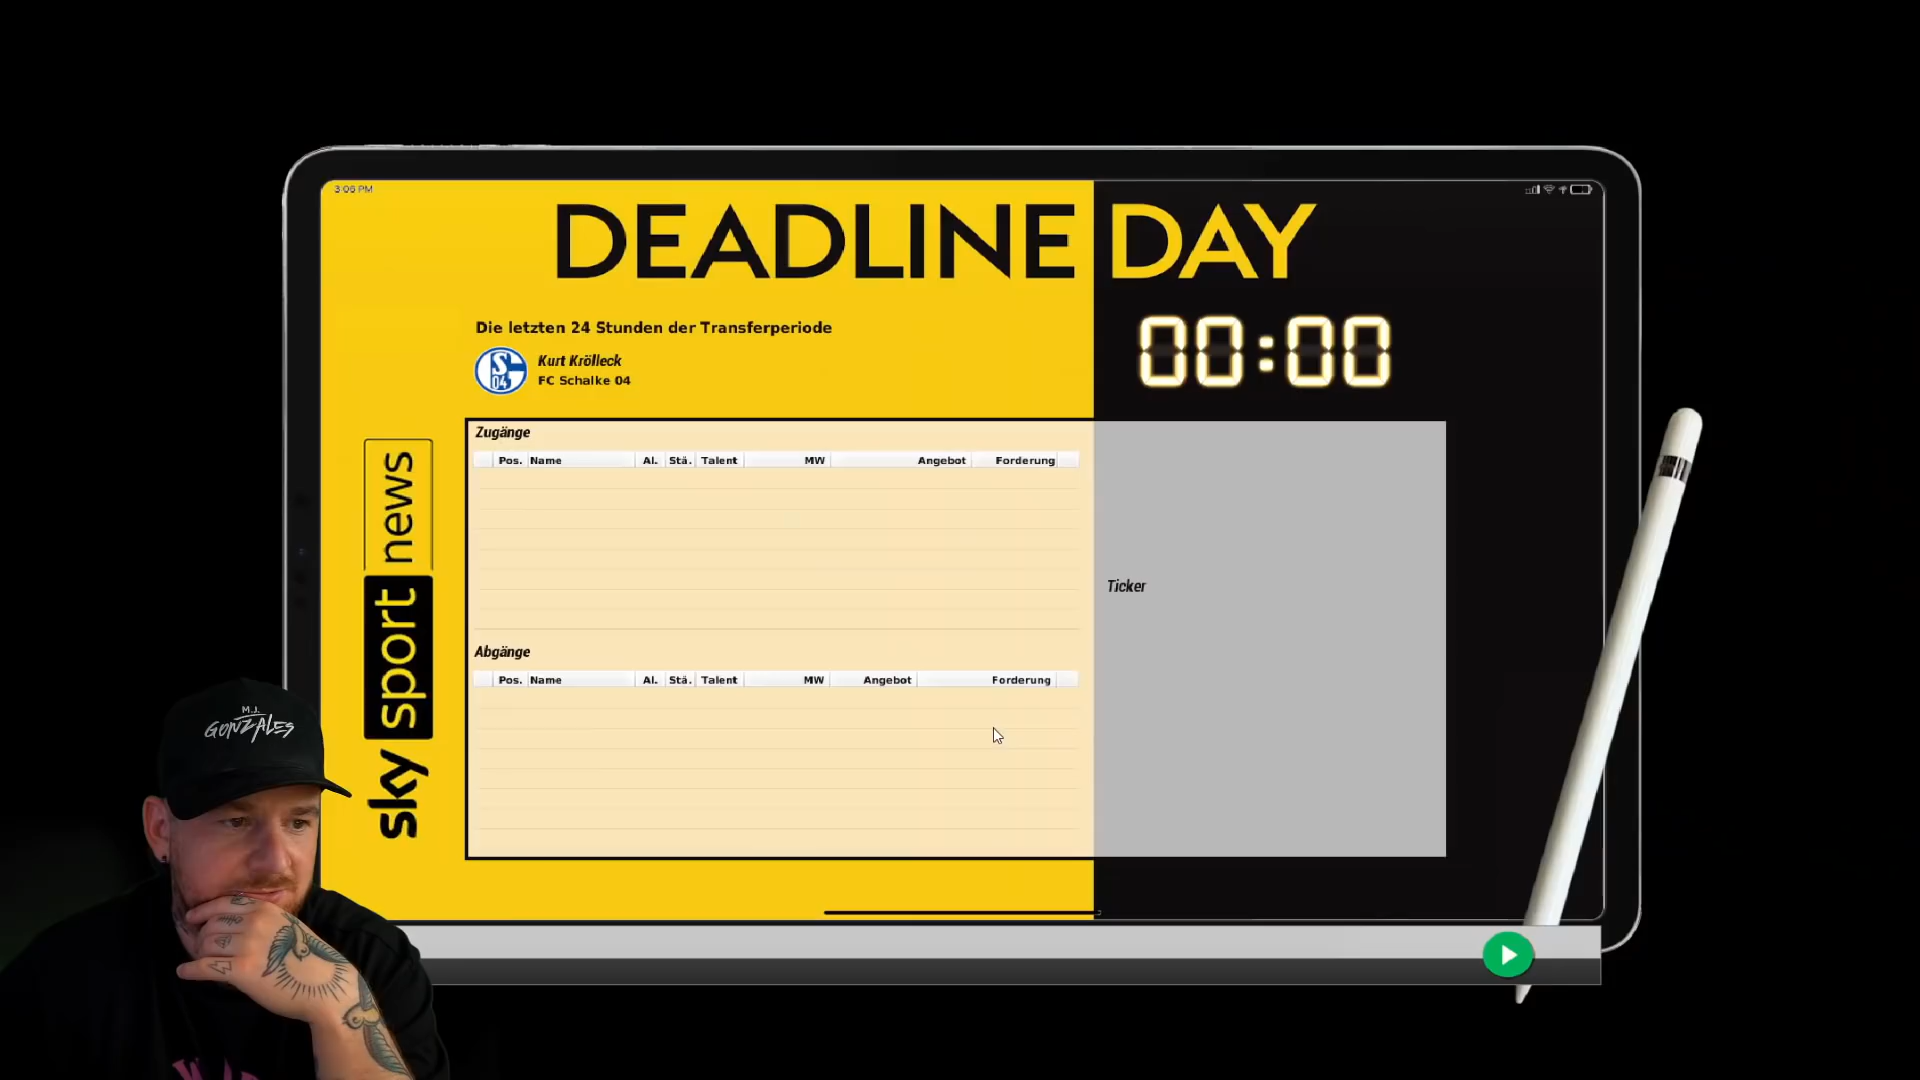 3:06 PM
DEADLINE DAY
Die letzten 24 Stunden der Transferperiode
00:00
Kurt Krölleck
FC Schalke 04
S
04
Zugänge
Pos. Name Al. Stä. Talent MW Angebot Forderung
Ticker
Abgänge
Pos. Name Al. Stä. Talent MW Angebot Forderung
sky sport news
M.J.
GONZALES